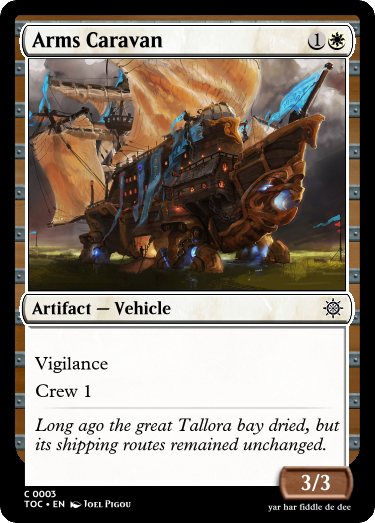 Arms Caravan 1
Artifact — Vehicle
Vigilance
Crew 1
Long ago the great Tallora bay dried, but
its shipping routes remained unchanged.
3/3
C 0003
TOC • EN Joel Pigou
yar har fiddle de dee